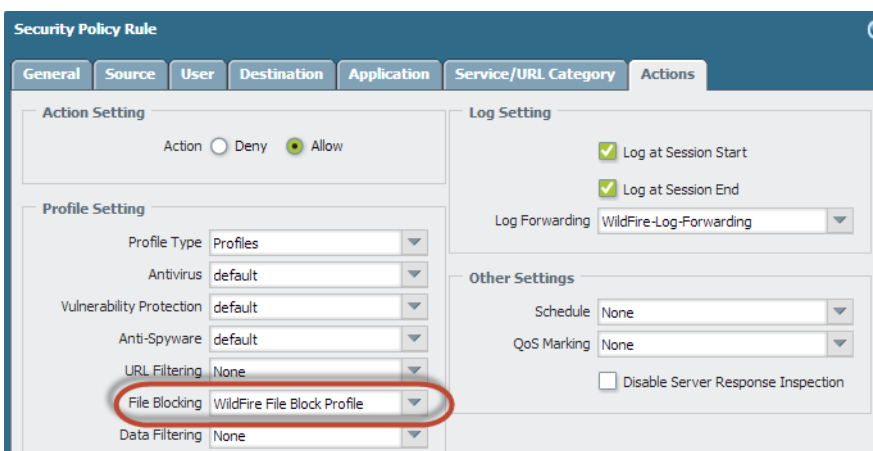 Security Policy Rule
General Source User Destination Application Service/URL Category Actions
Action Setting
Action Deny Allow
Profile Setting
Profile Type Profiles
Antivirus default
Vulnerability Protection default
Anti-Spyware default
URL Filtering None
File Blocking WildFire File Block Profile
Data Filtering None
Log Setting
Log at Session Start
Log at Session End
Log Forwarding WildFire-Log-Forwarding
Other Settings
Schedule None
QoS Marking None
Disable Server Response Inspection